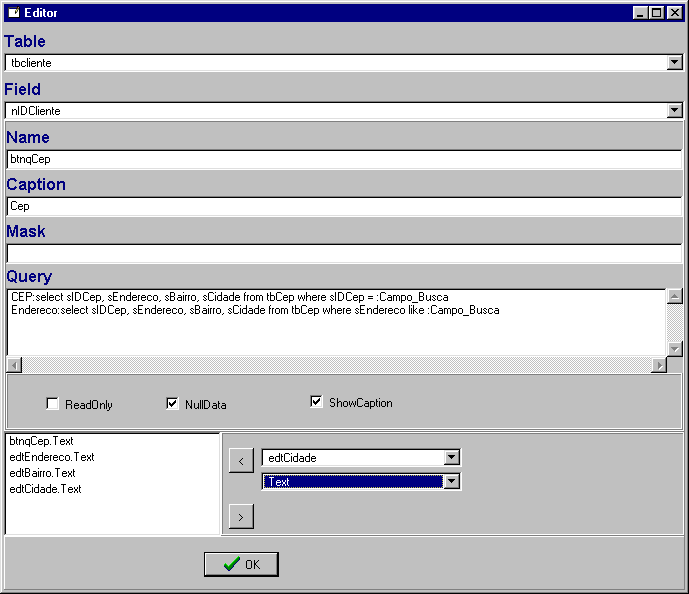 Editor
Table
tbcliente
Field
nIDCliente
Name
btnqCep
Caption
Cep
Mask
Query
CEP:select sIDCep, sEndereco, sBairro, sCidade from tbCep where sIDCep = :Campo_Busca
Endereco:select sIDCep, sEndereco, sBairro, sCidade from tbCep where sEndereco like :Campo_Busca
ReadOnly NullData ShowCaption
btnqCep.Text
edtEndereco.Text
edtBairro.Text
edtCidade.Text
< edtCidade
Text
>
OK